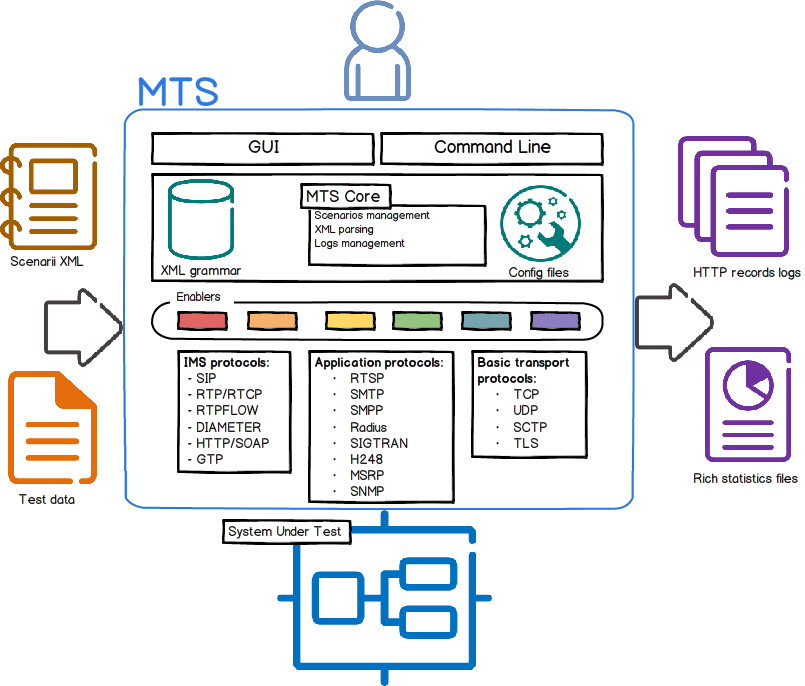 MTS
GUI
Command Line
MTS Core
Scenarios management
XML parsing
Logs management
XML grammar
Config files
Scenarii XML
HTTP records logs
Enablers
IMS protocols:
- SIP
- RTP/RTCP
- RTPFLOW
- DIAMETER
- HTTP/SOAP
- GTP
Application protocols:
· RTSP
· SMTP
· SMPP
· Radius
· SIGTRAN
· H248
· MSRP
· SNMP
Basic transport
protocols:
· TCP
· UDP
· SCTP
· TLS
Test data
Rich statistics files
System Under Test